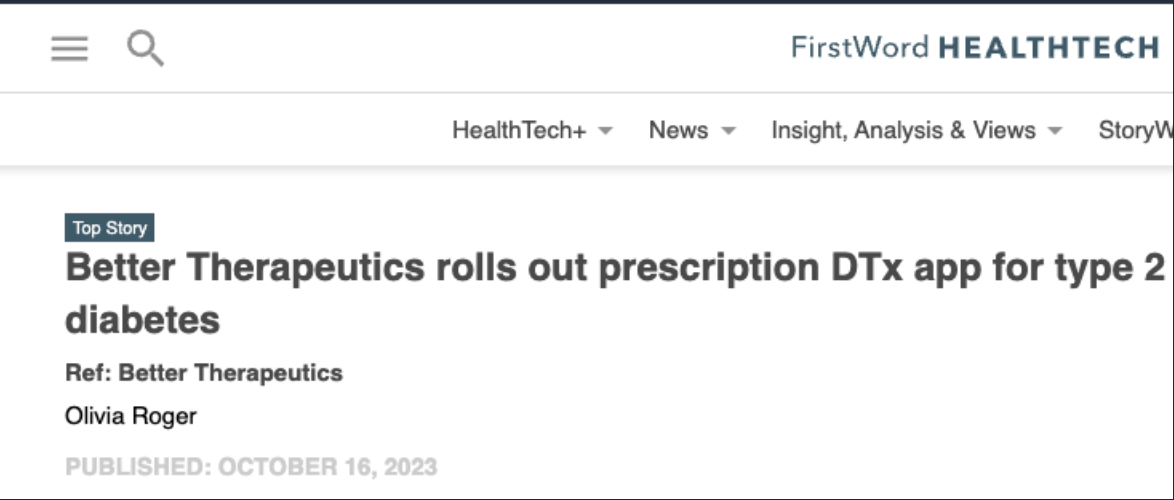 FirstWord HEALTHTECH
HealthTech+ News Insight, Analysis & Views StoryW
Top Story
Better Therapeutics rolls out prescription DTx app for type 2
diabetes
Ref: Better Therapeutics
Olivia Roger
PUBLISHED: OCTOBER 16, 2023